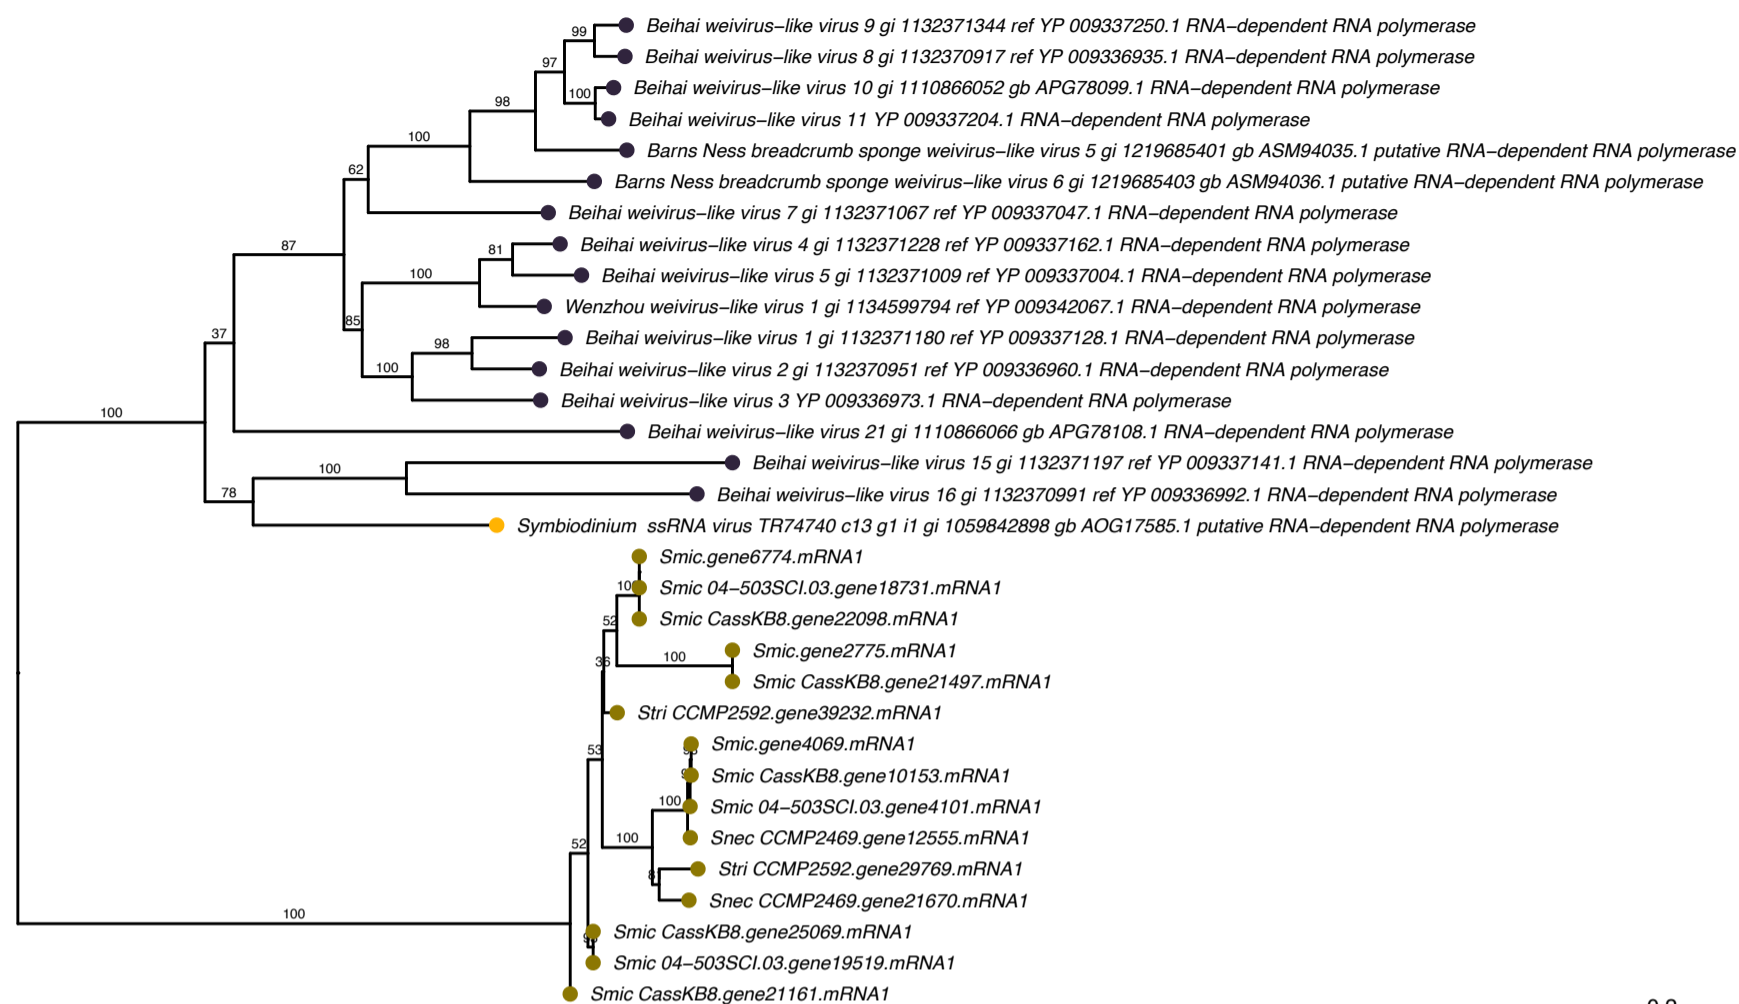 99
Beihai weivirus−like virus 9 gi 1132371344 ref YP 009337250.1 RNA−dependent RNA polymerase
97
Beihai weivirus−like virus 8 gi 1132370917 ref YP 009336935.1 RNA−dependent RNA polymerase
100
Beihai weivirus−like virus 10 gi 1110866052 gb APG78099.1 RNA−dependent RNA polymerase
98
Beihai weivirus−like virus 11 YP 009337204.1 RNA−dependent RNA polymerase
100
Barns Ness breadcrumb sponge weivirus−like virus 5 gi 1219685401 gb ASM94035.1 putative RNA−dependent RNA polymerase
62
Barns Ness breadcrumb sponge weivirus−like virus 6 gi 1219685403 gb ASM94036.1 putative RNA−dependent RNA polymerase
Beihai weivirus−like virus 7 gi 1132371067 ref YP 009337047.1 RNA−dependent RNA polymerase
87
81
Beihai weivirus−like virus 4 gi 1132371228 ref YP 009337162.1 RNA−dependent RNA polymerase
100
Beihai weivirus−like virus 5 gi 1132371009 ref YP 009337004.1 RNA−dependent RNA polymerase
Wenzhou weivirus−like virus 1 gi 1134599794 ref YP 009342067.1 RNA−dependent RNA polymerase
85
37
98
Beihai weivirus−like virus 1 gi 1132371180 ref YP 009337128.1 RNA−dependent RNA polymerase
100
Beihai weivirus−like virus 2 gi 1132370951 ref YP 009336960.1 RNA−dependent RNA polymerase
Beihai weivirus−like virus 3 YP 009336973.1 RNA−dependent RNA polymerase
100
Beihai weivirus−like virus 21 gi 1110866066 gb APG78108.1 RNA−dependent RNA polymerase
100
Beihai weivirus−like virus 15 gi 1132371197 ref YP 009337141.1 RNA−dependent RNA polymerase
78
Beihai weivirus−like virus 16 gi 1132370991 ref YP 009336992.1 RNA−dependent RNA polymerase
Symbiodinium ssRNA virus TR74740 c13 g1 i1 gi 1059842898 gb AOG17585.1 putative RNA−dependent RNA polymerase
Smic.gene6774.mRNA1
Smic 04−503SCI.03.gene18731.mRNA1
Smic CassKB8.gene22098.mRNA1
52
Smic.gene2775.mRNA1
36
100
Smic CassKB8.gene21497.mRNA1
Stri CCMP2592.gene39232.mRNA1
53
Smic.gene4069.mRNA1
Smic CassKB8.gene10153.mRNA1
100
Smic 04−503SCI.03.gene4101.mRNA1
100
Snec CCMP2469.gene12555.mRNA1
52
Stri CCMP2592.gene29769.mRNA1
Snec CCMP2469.gene21670.mRNA1
100
Smic CassKB8.gene25069.mRNA1
Smic 04−503SCI.03.gene19519.mRNA1
Smic CassKB8.gene21161.mRNA1